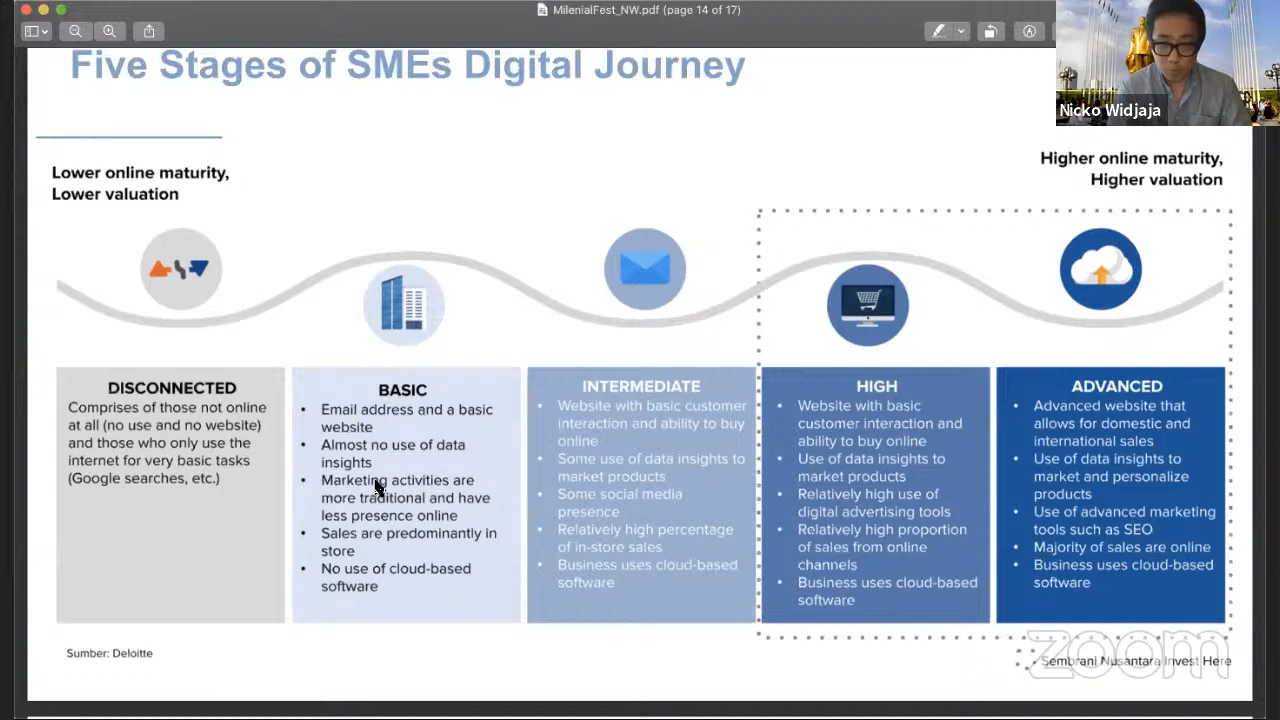 MilenialFest_NW.pdf (page 14 of 17)
Nicko Widjaja
Five Stages of SMEs Digital Journey
Lower online maturity,
Lower valuation
Higher online maturity,
Higher valuation
DISCONNECTED
Comprises of those not online
at all (no use and no website)
and those who only use the
internet for very basic tasks
(Google searches, etc.)
BASIC
• Email address and a basic
website
• Almost no use of data
insights
• Marketing activities are
more traditional and have
less presence online
• Sales are predominantly in
store
• No use of cloud-based
software
INTERMEDIATE
• Website with basic customer
interaction and ability to buy
online
• Some use of data insights to
market products
• Some social media
presence
• Relatively high percentage
of in-store sales
• Business uses cloud-based
software
HIGH
• Website with basic
customer interaction and
ability to buy online
• Use of data insights to
market products
• Relatively high use of
digital advertising tools
• Relatively high proportion
of sales from online
channels
• Business uses cloud-based
software
ADVANCED
• Advanced website that
allows for domestic and
international sales
• Use of data insights to
market and personalize
products
• Use of advanced marketing
tools such as SEO
• Majority of sales are online
• Business uses cloud-based
software
Sumber: Deloitte
Sembrani Nusantara Invest Here
zoom